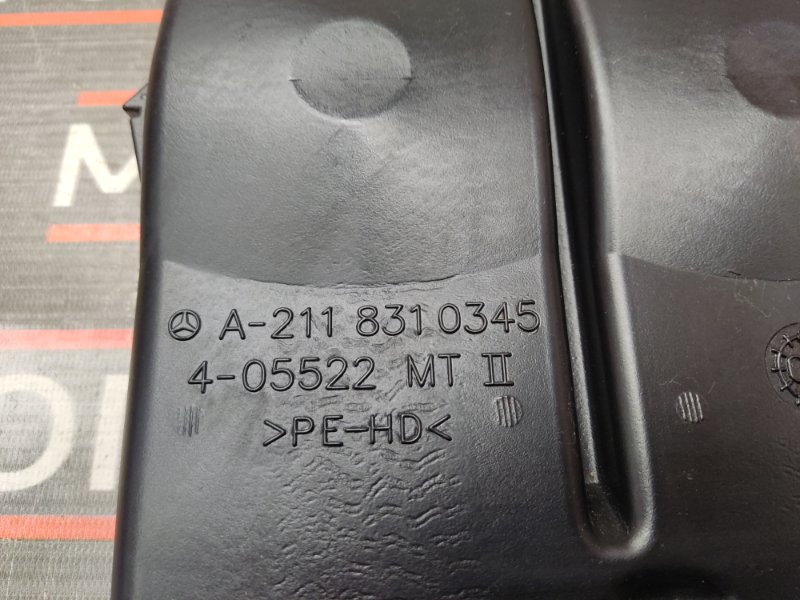 A-211 831 0345
4-05522 MT II
>PE-HD<